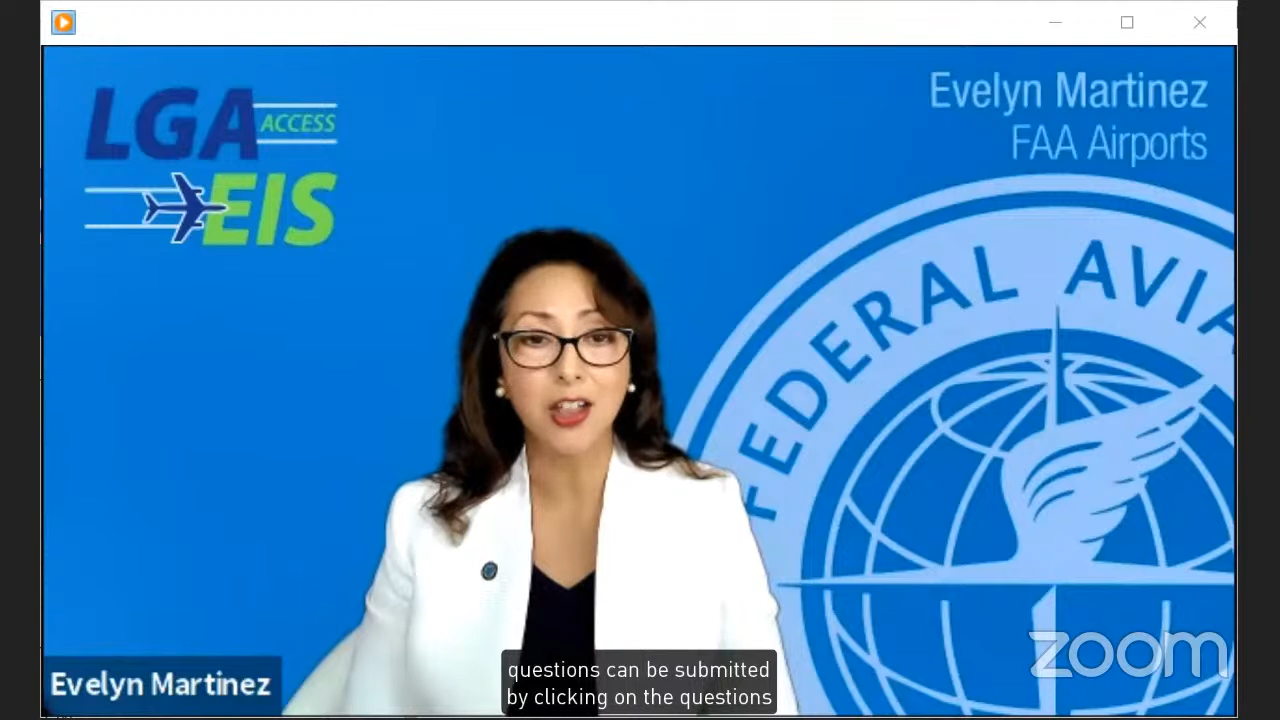 LGA
ACCESS
EIS
Evelyn Martinez
FAA Airports
FEDERAL AVIA
Evelyn Martinez
questions can be submitted
by clicking on the questions
zoom